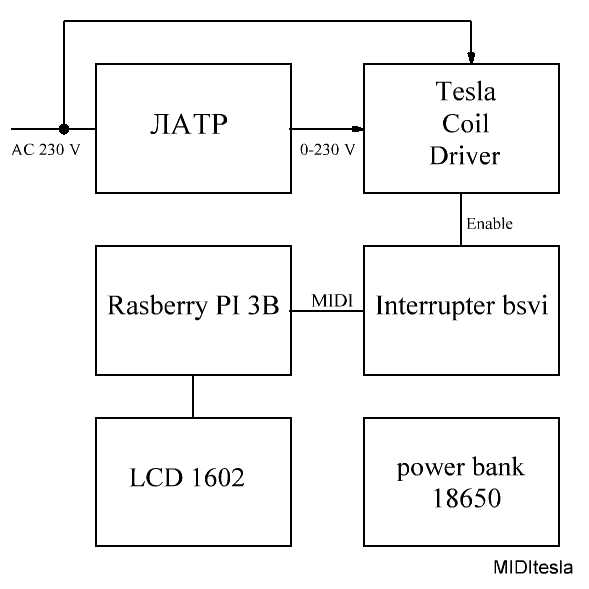 ЛАТР
Tesla
Coil
Driver
AC 230 V
0-230 V
Enable
Rasberry PI 3B
MIDI
Interrupter bsvi
LCD 1602
power bank
18650
MIDItesla